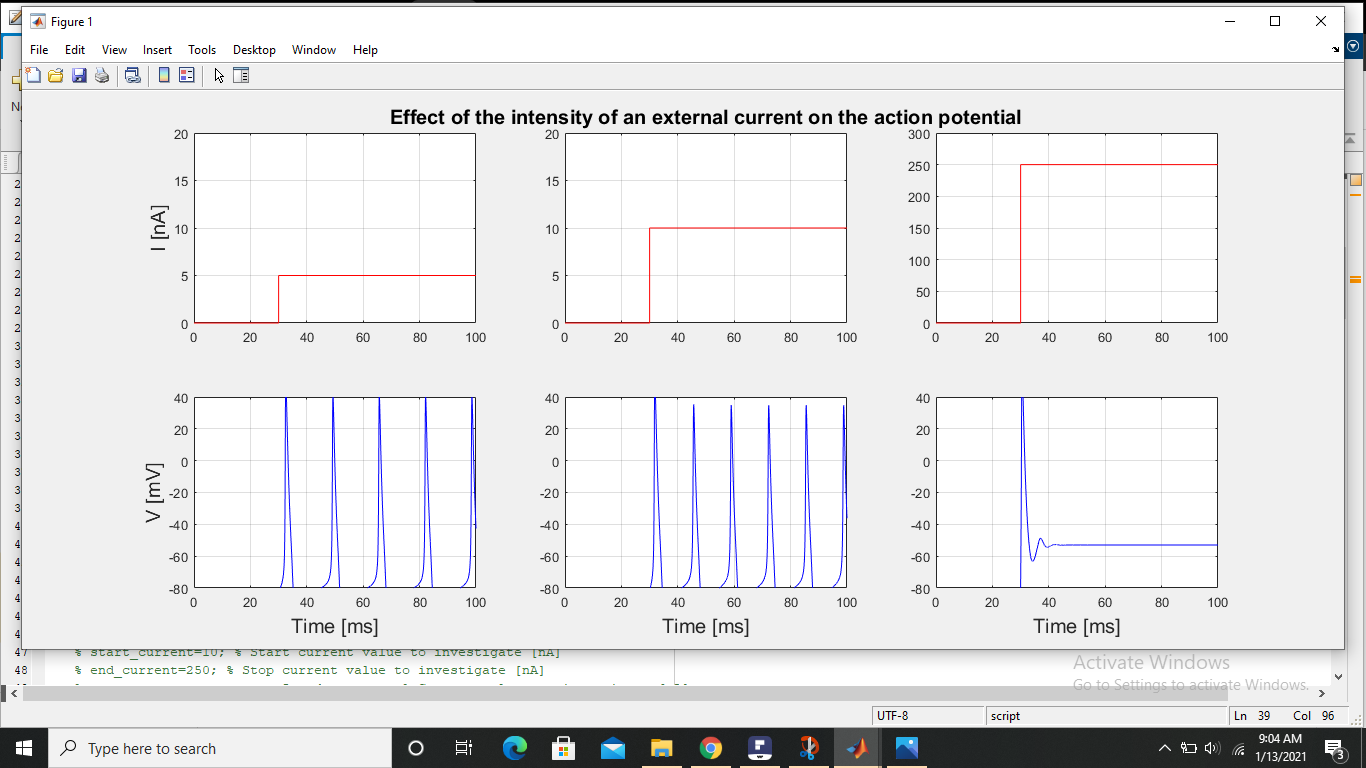 Figure 1
File Edit View Insert Tools Desktop Window Help
Effect of the intensity of an external current on the action potential
I [nA]
20
15
10
5
0
0 20 40 60 80 100
20
15
10
5
0
0 20 40 60 80 100
300
250
200
150
100
50
0
0 20 40 60 80 100
V [mV]
40
20
0
-20
-40
-60
-80
0 20 40 60 80 100
Time [ms]
40
20
0
-20
-40
-60
-80
0 20 40 60 80 100
Time [ms]
40
20
0
-20
-40
-60
-80
0 20 40 60 80 100
Time [ms]
47 % start_current=10; % Start current value to investigate [nA]
48 % end_current=250; % Stop current value to investigate [nA]
Activate Windows
Go to Settings to activate Windows.
UTF-8 script Ln 39 Col 96
Type here to search
9:04 AM
1/13/2021
3